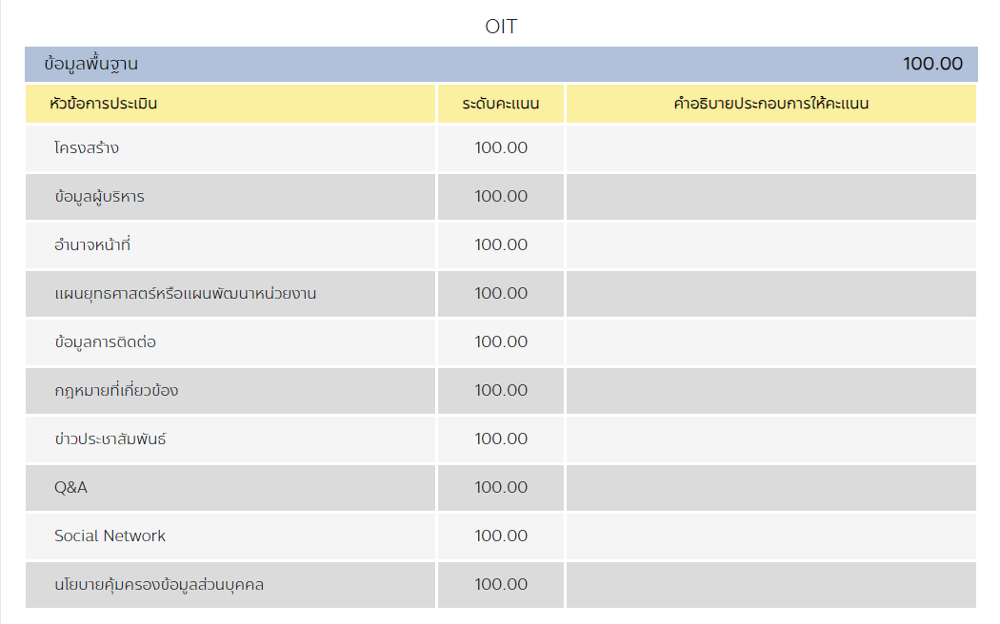 OIT
ข้อมูลพื้นฐาน 100.00
หัวข้อการประเมิน ระดับคะแนน คำอธิบายประกอบการให้คะแนน
โครงสร้าง 100.00
ข้อมูลผู้บริหาร 100.00
อำนาจหน้าที่ 100.00
แผนยุทธศาสตร์หรือแผนพัฒนาหน่วยงาน 100.00
ข้อมูลการติดต่อ 100.00
กฎหมายที่เกี่ยวข้อง 100.00
ข่าวประชาสัมพันธ์ 100.00
Q&A 100.00
Social Network 100.00
นโยบายคุ้มครองข้อมูลส่วนบุคคล 100.00